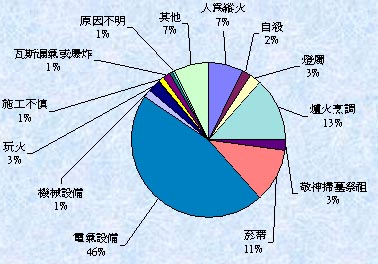 人為縱火
7%
自殺
2%
燈燭
3%
爐火烹調
13%
敬神掃墓祭祖
3%
菸蒂
11%
電氣設備
46%
機械設備
1%
玩火
3%
施工不慎
1%
瓦斯漏氣或爆炸
1%
原因不明
1%
其他
7%